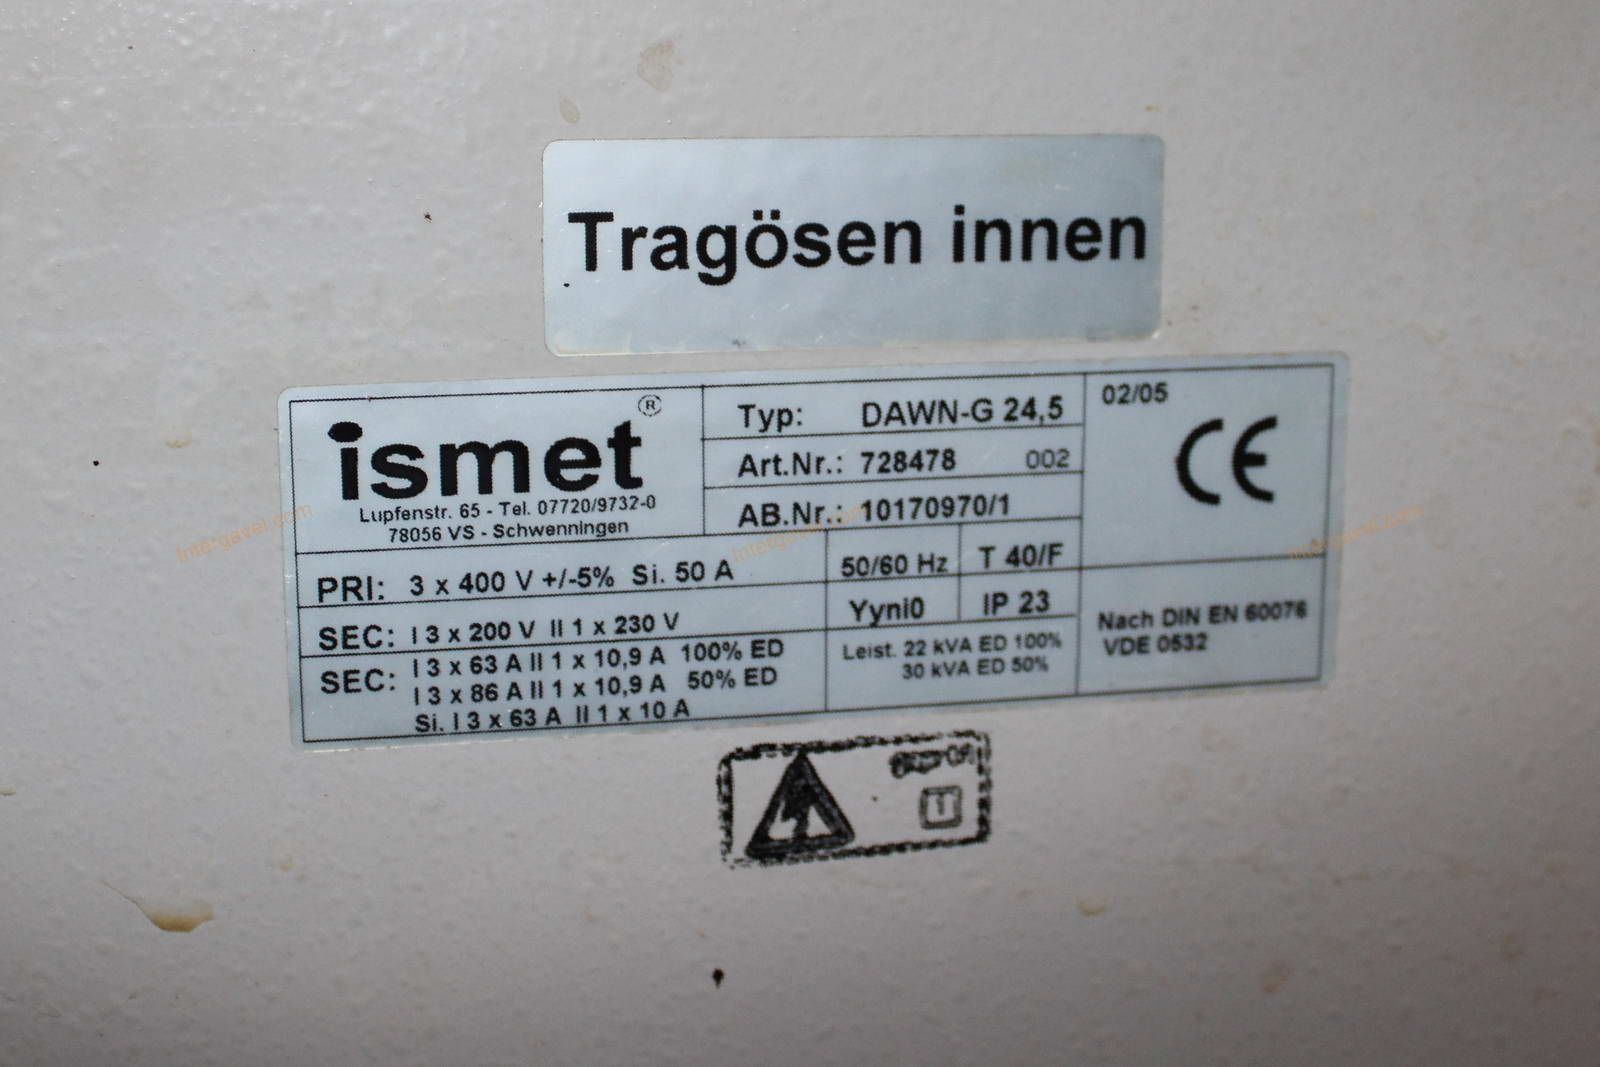 Tragösen innen
ismet ®
Lupfenstr. 65 - Tel. 07720/9732-0
78056 VS - Schwenningen
Typ: DAWN-G 24,5
Art.Nr.: 728478 002
AB.Nr.: 10170970/1
02/05
CE
PRI: 3 x 400 V +/-5% Si. 50 A
50/60 Hz T 40/F
SEC: I 3 x 200 V II 1 x 230 V
Yyni0 IP 23
SEC: I 3 x 63 A II 1 x 10,9 A 100% ED
I 3 x 86 A II 1 x 10,9 A 50% ED
Si. I 3 x 63 A II 1 x 10 A
Leist. 22 kVA ED 100%
30 kVA ED 50%
Nach DIN EN 60076
VDE 0532
Inter-gavel.com